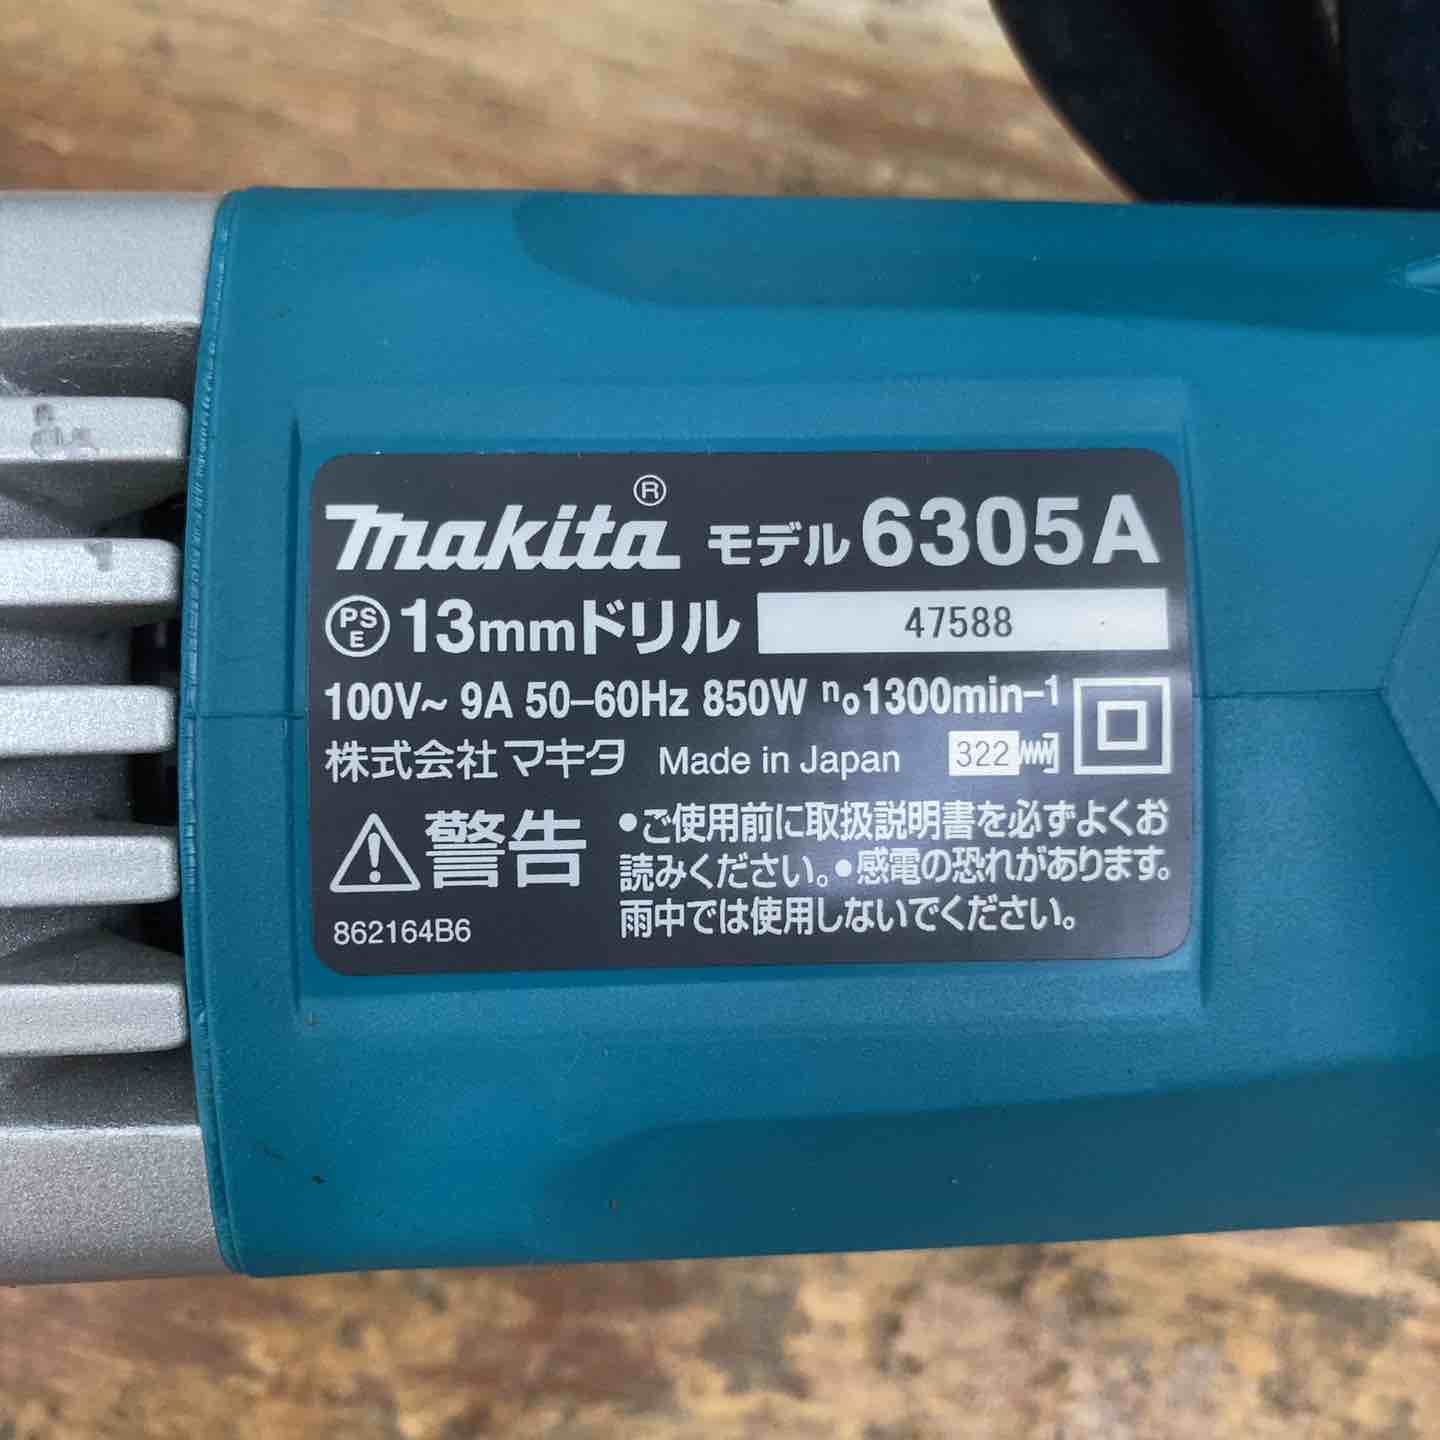 makita® モデル 6305A
PSE 13mmドリル 47588
100V~ 9A 50-60Hz 850W n₀1300min-1
株式会社マキタ Made in Japan 322
警告 •ご使用前に取扱説明書を必ずよくお
読みください。•感電の恐れがあります。
雨中では使用しないでください。
862164B6